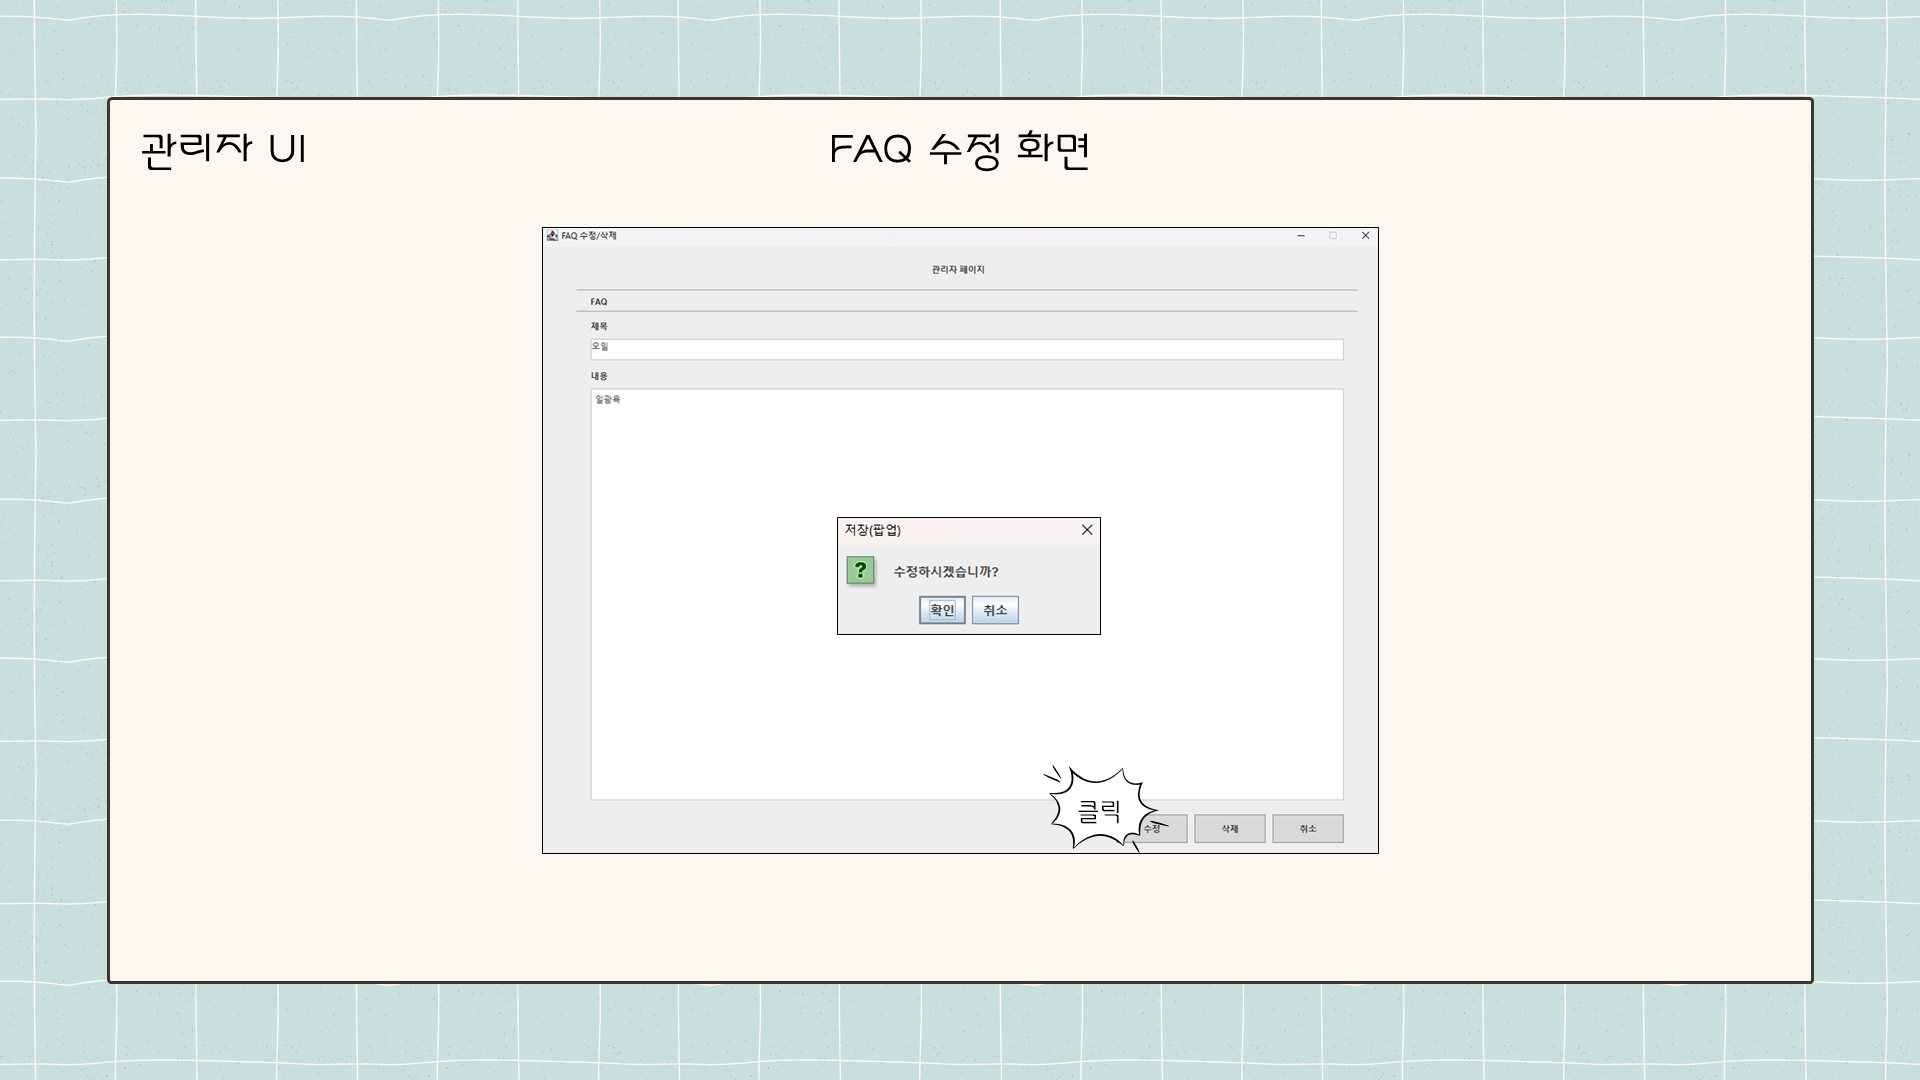 관리자 UI
FAQ 수정 화면
FAQ 수정/삭제
관리자 페이지
FAQ
제목
오일
내용
일광욕
저장(팝업)
?
수정하시겠습니까?
확인 취소
클릭
수정 삭제 취소